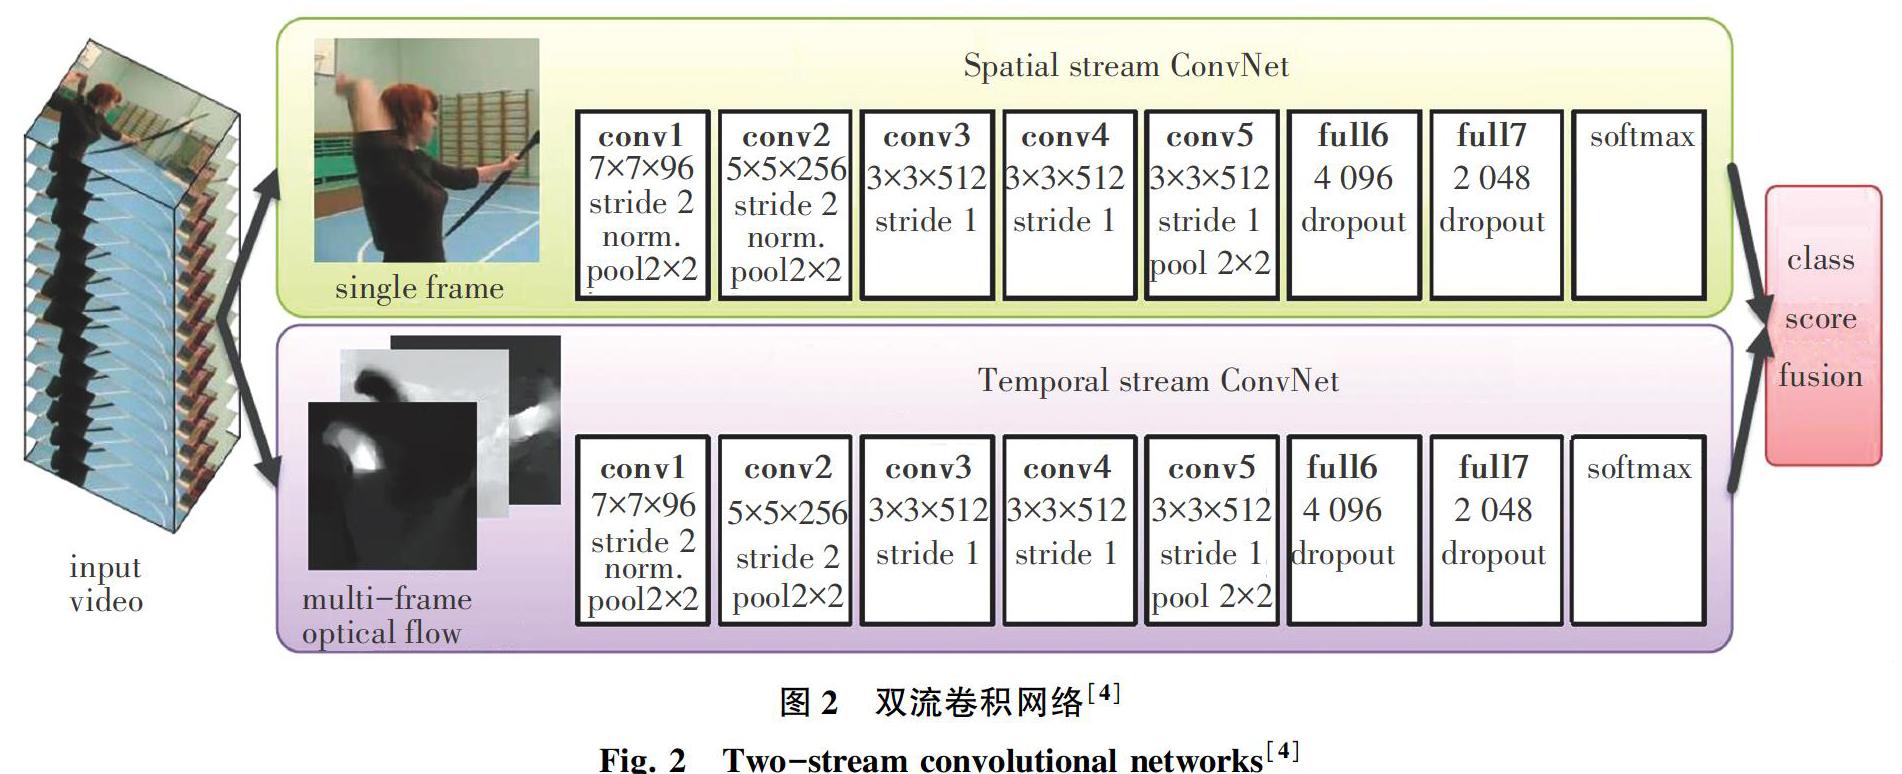 Spatial stream ConvNet
conv1
7×7×96
stride 2
norm.
pool2×2
conv2
5×5×256
stride 2
norm.
pool2×2
conv3
3×3×512
stride 1
conv4
3×3×512
stride 1
conv5
3×3×512
stride 1
pool 2×2
full6
4 096
dropout
full7
2 048
dropout
softmax
single frame
Temporal stream ConvNet
conv1
7×7×96
stride 2
norm.
pool2×2
conv2
5×5×256
stride 2
pool2×2
conv3
3×3×512
stride 1
conv4
3×3×512
stride 1
conv5
3×3×512
stride 1
pool 2×2
full6
4 096
dropout
full7
2 048
dropout
softmax
multi-frame
optical flow
input
video
class
score
fusion
图 2 双流卷积网络[4]
Fig. 2 Two-stream convolutional networks[4]